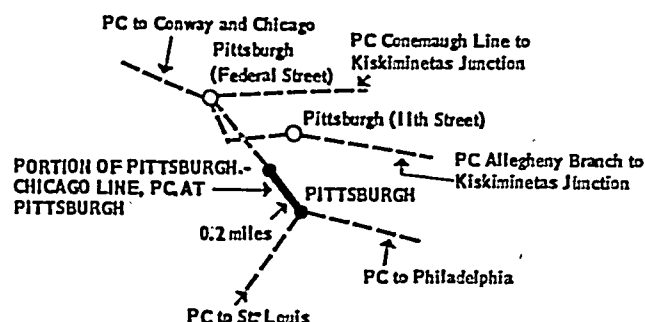 PC to Conway and Chicago
Pittsburgh
(Federal Street)
PC Conemaugh Line to
Kiskiminetas Junction
Pittsburgh (11th Street)
PC Allegheny Branch to
Kiskiminetas Junction
PORTION OF PITTSBURGH-
CHICAGO LINE, PC, AT
PITTSBURGH
PITTSBURGH
0.2 miles
PC to Philadelphia
PC to St. Louis